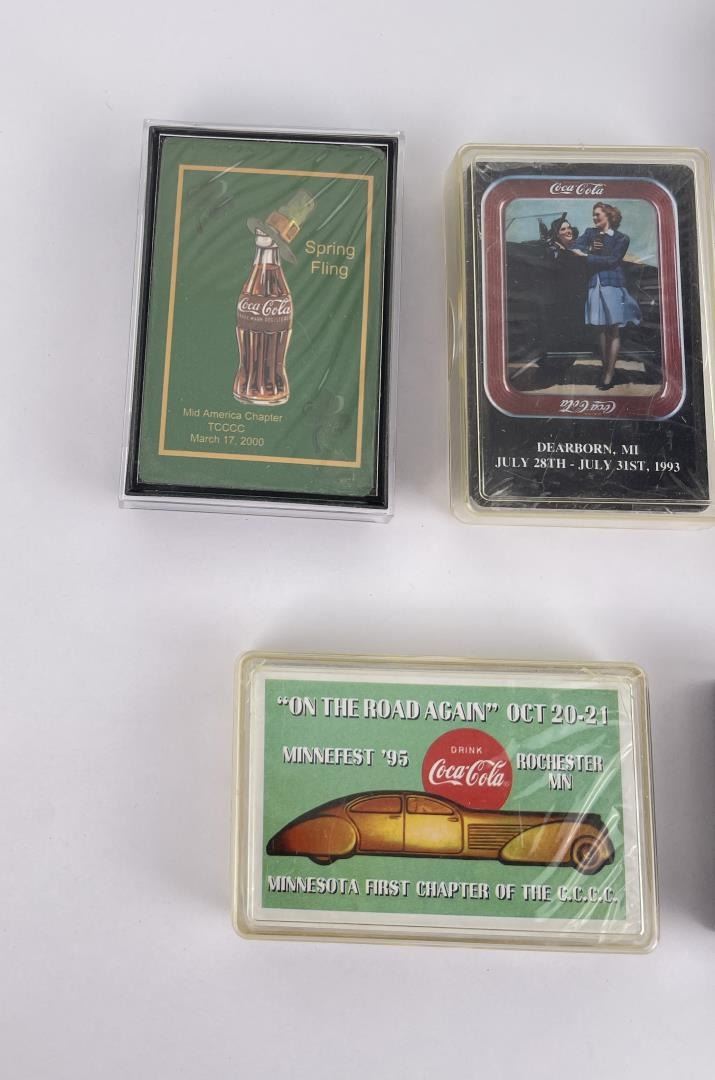 Spring
Fling
Coca-Cola
Mid America Chapter
TCCCC
March 17, 2000
Coca-Cola
Coca-Cola
DEARBORN, MI
JULY 28TH - JULY 31ST, 1993
"ON THE ROAD AGAIN" OCT 20-21
MINNEFEST '95
DRINK
Coca-Cola
ROCHESTER
MN
MINNESOTA FIRST CHAPTER OF THE C.C.C.C.